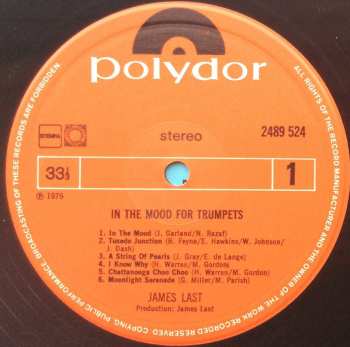 polydor
stereo
2489 524
STEMRA
33⅓
1
℗ 1975
IN THE MOOD FOR TRUMPETS
1. In The Mood (J. Garland/N. Razaf)
2. Tuxedo Junction (B. Feyne/E. Hawkins/W. Johnson/
J. Dash)
3. A String Of Pearls (J. Gray/E. de Lange)
4. I Know Why (H. Warren/M. Gordon)
5. Chattanooga Choo Choo (H. Warren/M. Gordon)
6. Moonlight Serenade (G. Miller/M. Parish)
JAMES LAST
Production: James Last
ALL RIGHTS OF THE RECORD MANUFACTURER AND THE OWNER OF THE WORK RESERVED. COPYING, PUBLIC PERFORMANCE, BROADCASTING OF THESE RECORDS ARE FORBIDDEN.